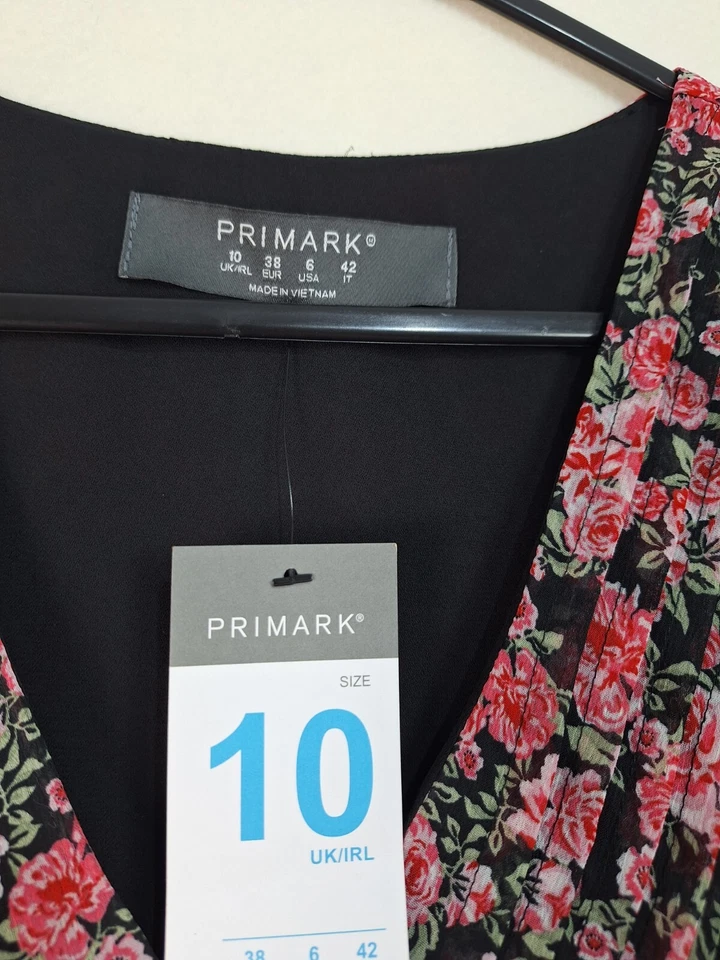 PRIMARK®
10 38 6 42
UK/IRL EUR USA IT
MADE IN VIETNAM
PRIMARK®
SIZE
10
UK/IRL
38 6 42